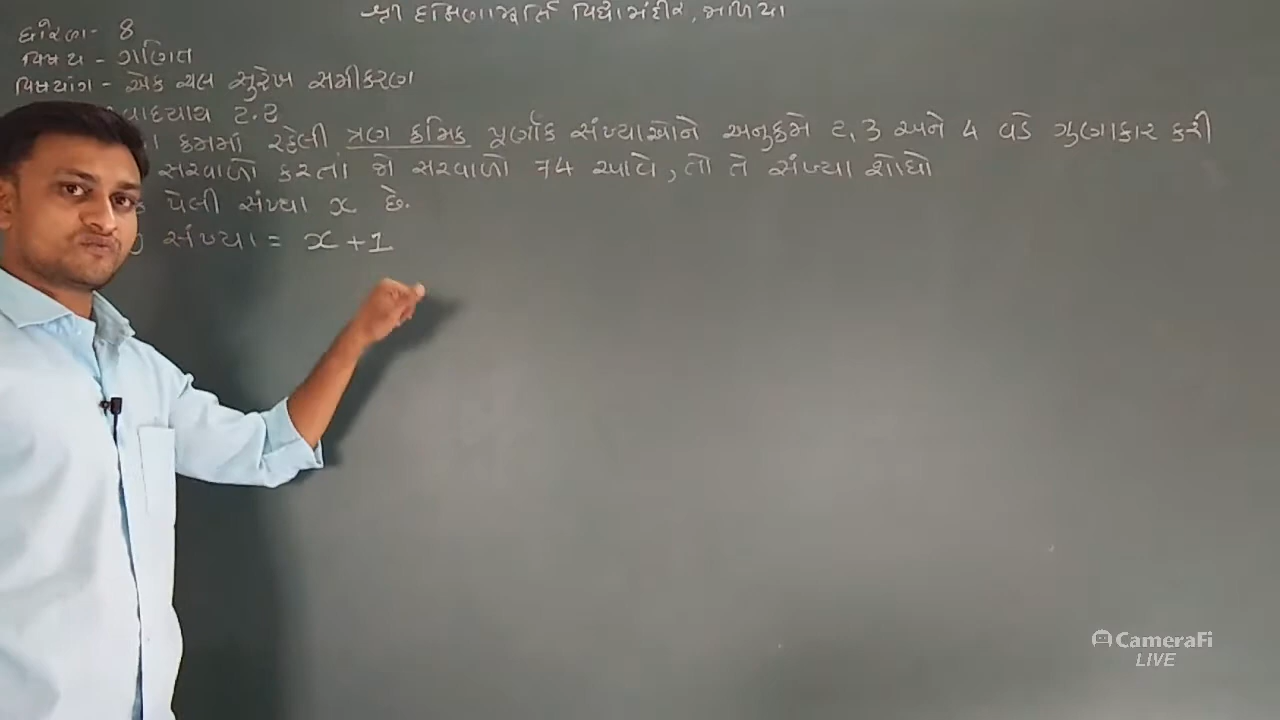 શ્રી દક્ષિણામૂર્તિ વિદ્યામંદીર, માળિયા
ધોરણ - 8
વિષય - ગણિત
વિષયાંગ - એક ચલ સુરેખ સમીકરણ
વાદયાય 2.2
ક્રમમાં રહેલી ત્રણ ક્રમિક પૂર્ણાંક સંખ્યાઓને અનુક્રમે 2, 3 અને 4 વડે ગુણાકાર કરી
સરવાળો કરતાં જો સરવાળો 74 આવે, તો તે સંખ્યા શોધો
પેલી સંખ્યા x છે.
સંખ્યા = x + 1
CameraFi
LIVE